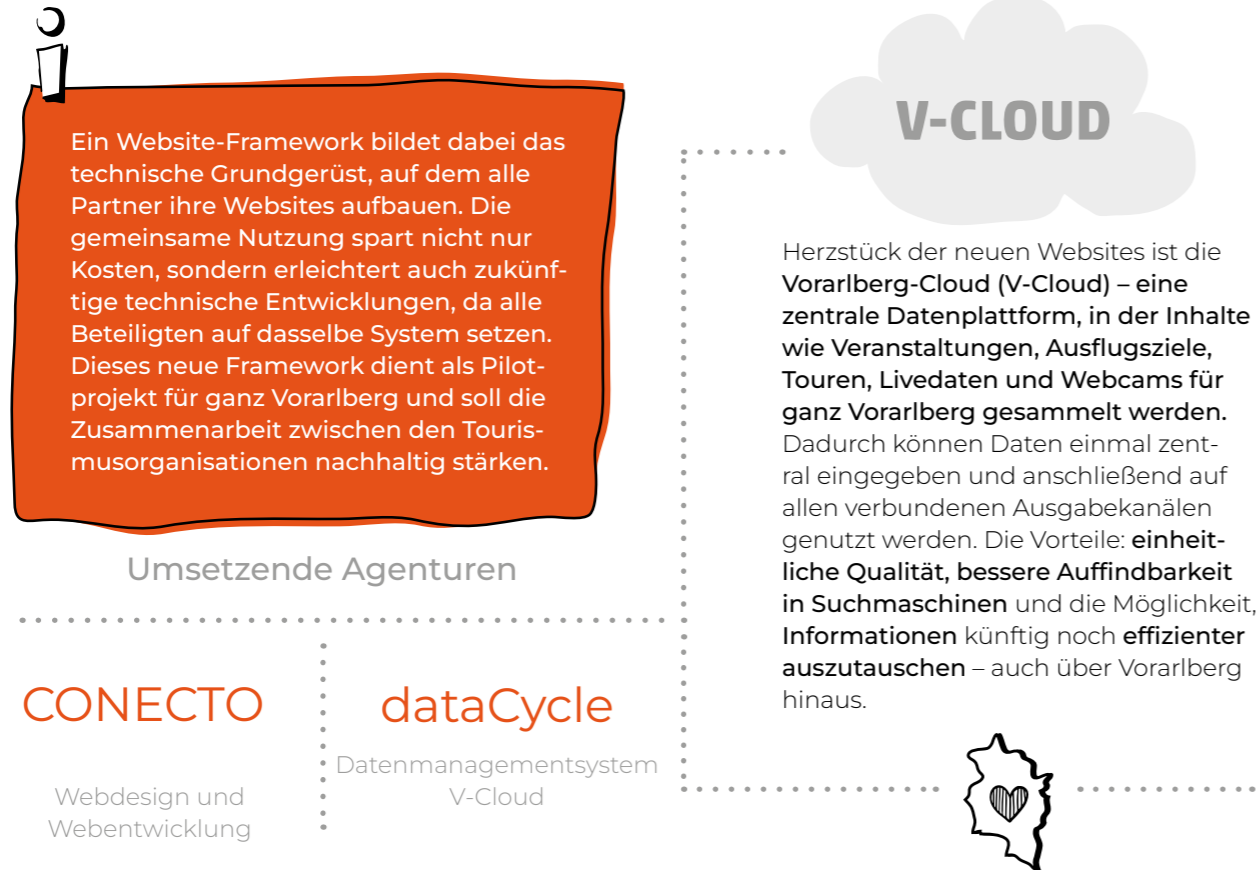 Ein Website-Framework bildet dabei das
technische Grundgerüst, auf dem alle
Partner ihre Websites aufbauen. Die
gemeinsame Nutzung spart nicht nur
Kosten, sondern erleichtert auch zukünf-
tige technische Entwicklungen, da alle
Beteiligten auf dasselbe System setzen.
Dieses neue Framework dient als Pilot-
projekt für ganz Vorarlberg und soll die
Zusammenarbeit zwischen den Touris-
musorganisationen nachhaltig stärken.
Umsetzende Agenturen
CONECTO
Webdesign und
Webentwicklung
dataCycle
Datenmanagementsystem
V-Cloud
V-CLOUD
Herzstück der neuen Websites ist die
Vorarlberg-Cloud (V-Cloud) – eine
zentrale Datenplattform, in der Inhalte
wie Veranstaltungen, Ausflugsziele,
Touren, Livedaten und Webcams für
ganz Vorarlberg gesammelt werden.
Dadurch können Daten einmal zent-
ral eingegeben und anschließend auf
allen verbundenen Ausgabekanälen
genutzt werden. Die Vorteile: einheit-
liche Qualität, bessere Auffindbarkeit
in Suchmaschinen und die Möglichkeit,
Informationen künftig noch effizienter
auszutauschen – auch über Vorarlberg
hinaus.